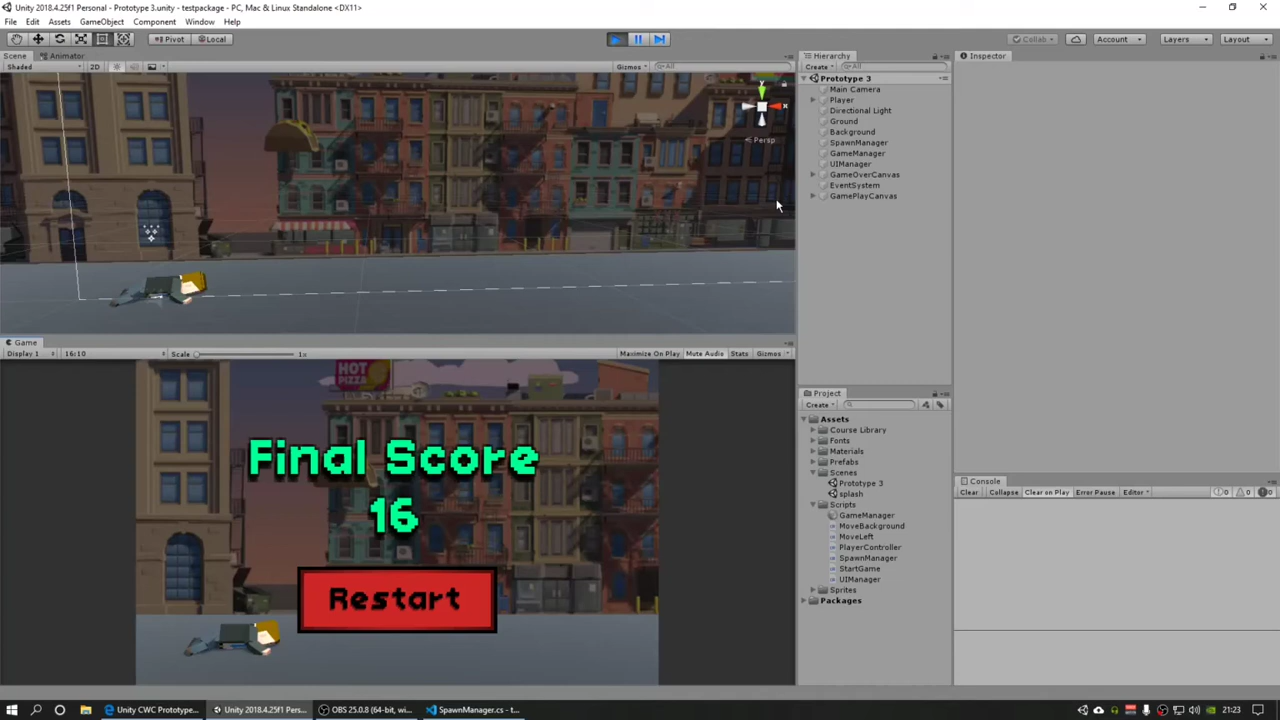 Unity 2018.4.25f1 Personal - Prototype 3.unity - testpackage - PC, Mac & Linux Standalone <DX11>
File Edit Assets GameObject Component Window Help
Pivot Local Collab Account Layers Layout
Scene Animator
Shaded 2D Gizmos All
y
x
Persp
Game
Display 1 16:10 Scale 1x Maximize On Play Mute Audio Stats Gizmos
HOT
PIZZA
Final Score
16
Restart
Hierarchy
Create All
Prototype 3
Main Camera
Player
Directional Light
Ground
Background
SpawnManager
GameManager
UIManager
GameOverCanvas
EventSystem
GamePlayCanvas
Project
Create
Assets
Course Library
Fonts
Materials
Prefabs
Scenes
Prototype 3
splash
Scripts
GameManager
MoveBackground
MoveLeft
PlayerController
SpawnManager
StartGame
UIManager
Sprites
Packages
Inspector
Console
Clear Collapse Clear on Play Error Pause Editor 0 0 0
Unity CWC Prototype... Unity 2018.4.25f1 Pers... OBS 25.0.8 (64-bit, wi... SpawnManager.cs - t... 21:23